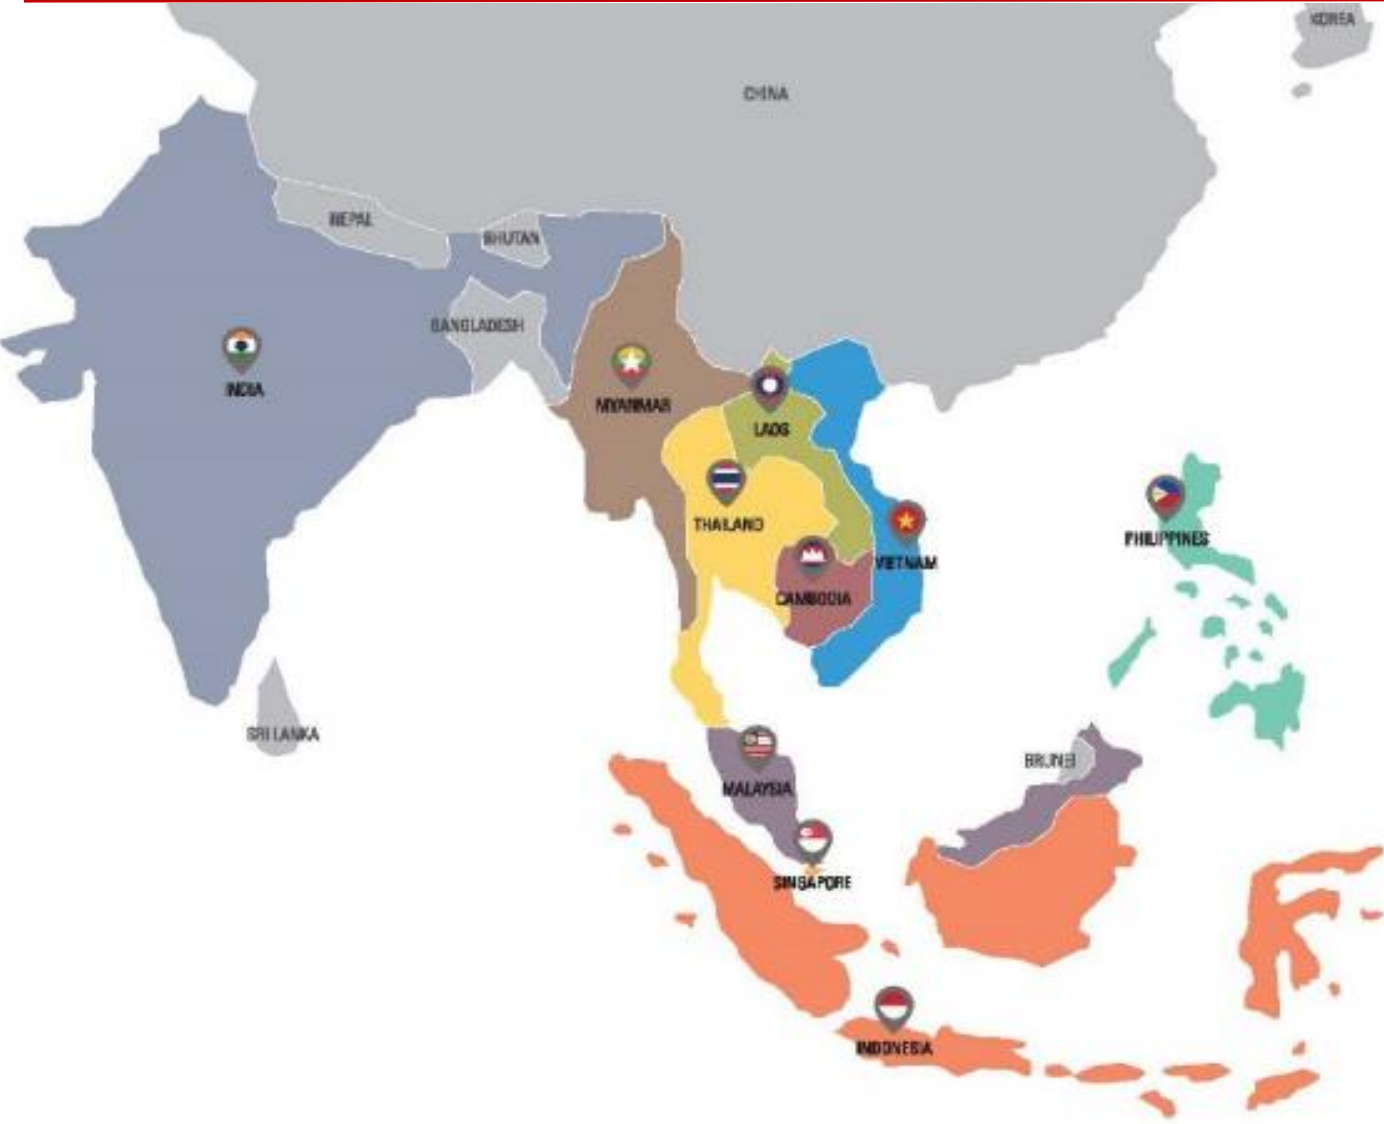 KOREA
CHINA
NEPAL
BHUTAN
BANGLADESH
INDIA
MYANMAR
LAOS
THAILAND
VIETNAM
PHILIPPINES
CAMBODIA
SRI LANKA
BRUNEI
MALAYSIA
SINGAPORE
INDONESIA